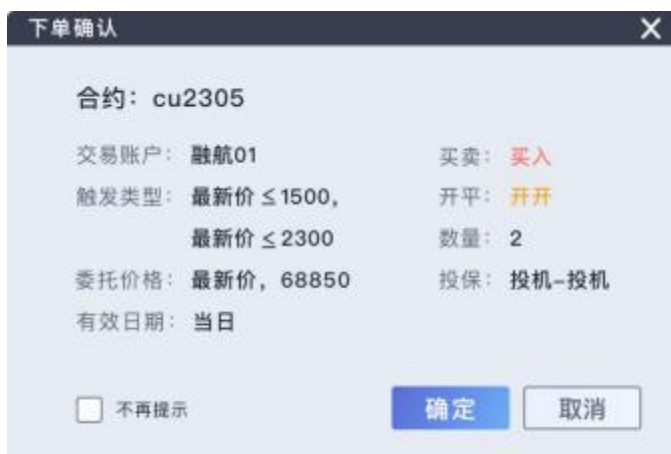 下单确认
合约：cu2305
交易账户：融航01 买卖：买入
触发类型：最新价≤1500， 开平：开开
最新价≤2300 数量：2
委托价格：最新价，68850 投保：投机-投机
有效日期：当日
不再提示 确定 取消